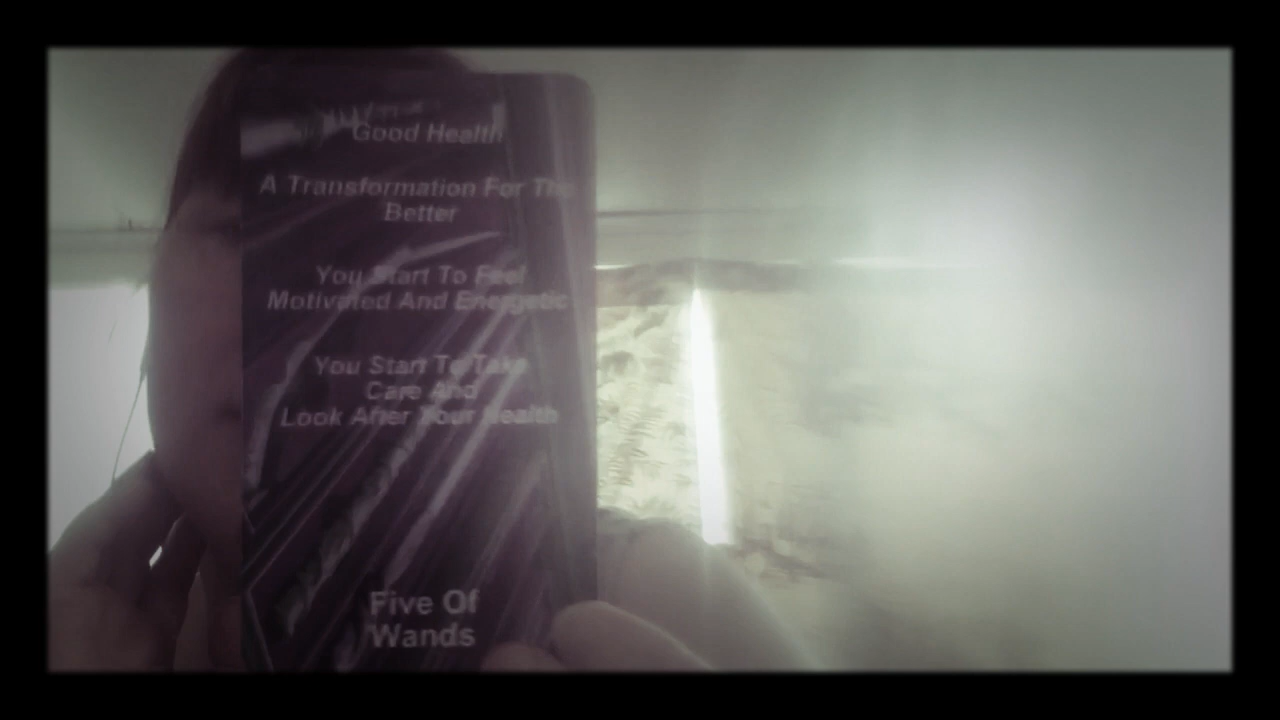 Good Health
A Transformation For The
Better
You Start To Feel
Motivated And Energetic
You Start To Take
Care And
Look After Your Health
Five Of
Wands